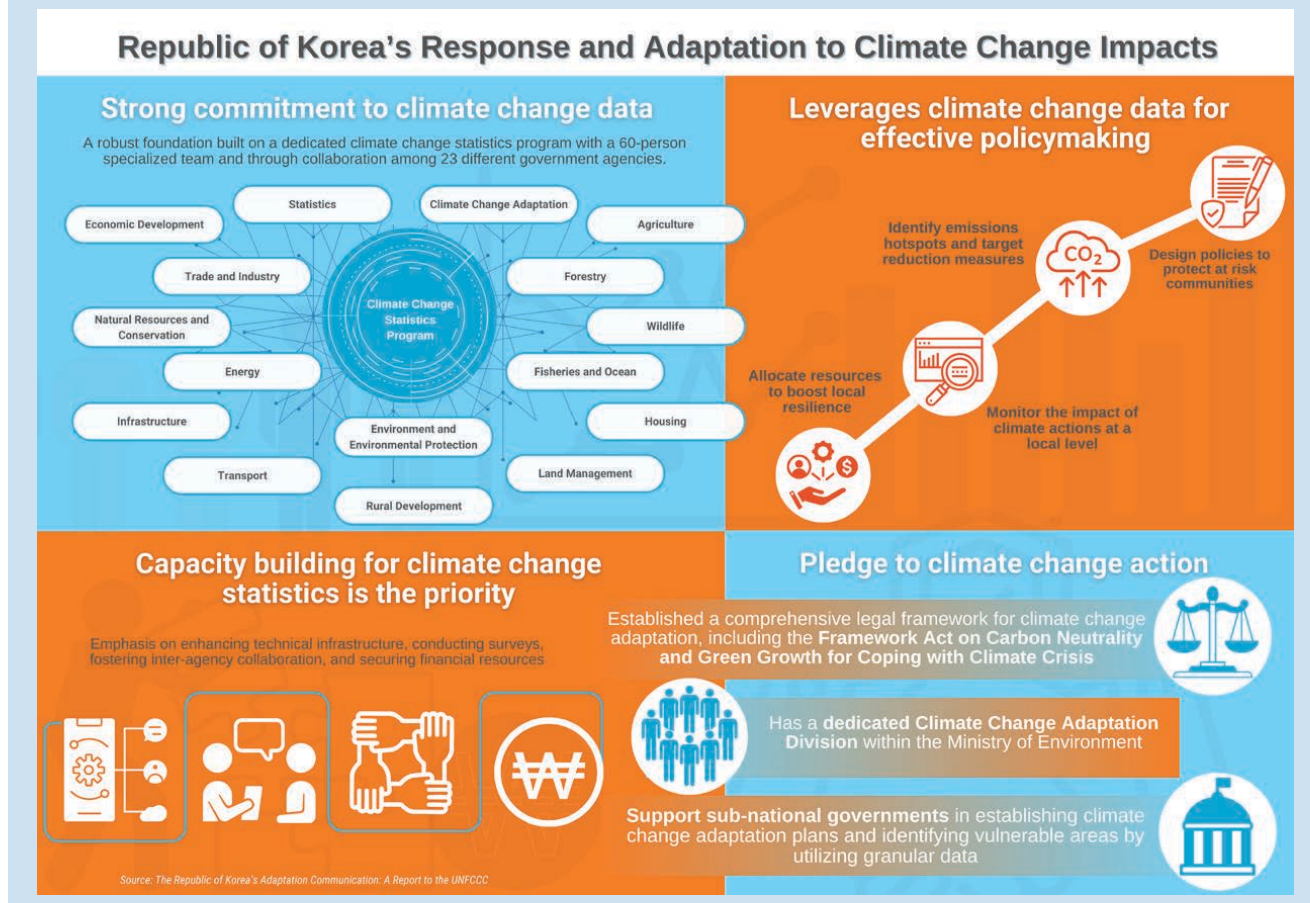 Republic of Korea's Response and Adaptation to Climate Change Impacts
Strong commitment to climate change data
A robust foundation built on a dedicated climate change statistics program with a 60-person
specialized team and through collaboration among 23 different government agencies.
Statistics
Climate Change Adaptation
Economic Development
Agriculture
Trade and Industry
Forestry
Climate Change
Statistics
Program
Natural Resources and
Conservation
Wildlife
Energy
Fisheries and Ocean
Infrastructure
Environment and
Environmental Protection
Housing
Transport
Land Management
Rural Development
Leverages climate change data for
effective policymaking
Identify emissions
hotspots and target
reduction measures
CO₂
Design policies to
protect at risk
communities
Allocate resources
to boost local
resilience
$
Monitor the impact of
climate actions at a
local level
Capacity building for climate change
statistics is the priority
Emphasis on enhancing technical infrastructure, conducting surveys,
fostering inter-agency collaboration, and securing financial resources
₩
Source: The Republic of Korea's Adaptation Communication: A Report to the UNFCCC
Pledge to climate change action
Established a comprehensive legal framework for climate change
adaptation, including the Framework Act on Carbon Neutrality
and Green Growth for Coping with Climate Crisis
Has a dedicated Climate Change Adaptation
Division within the Ministry of Environment
Support sub-national governments in establishing climate
change adaptation plans and identifying vulnerable areas by
utilizing granular data